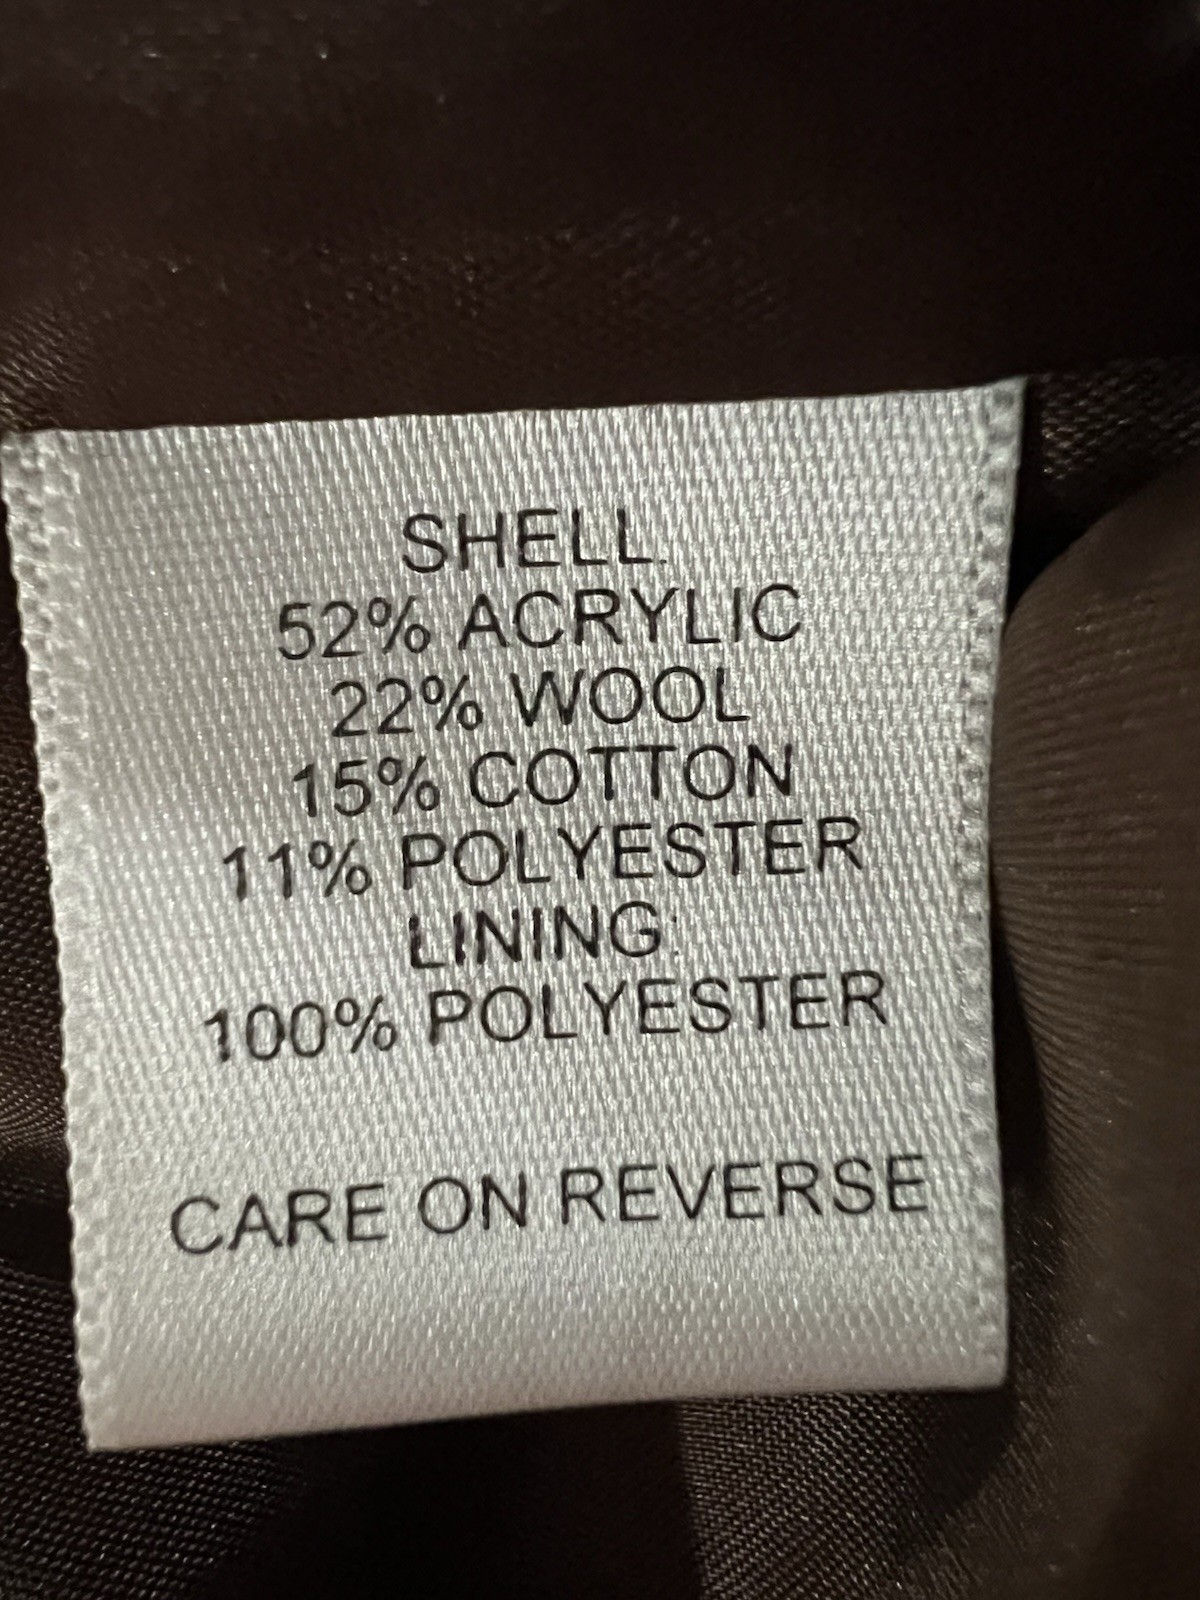 SHELL:
52% ACRYLIC
22% WOOL
15% COTTON
11% POLYESTER
LINING:
100% POLYESTER
CARE ON REVERSE